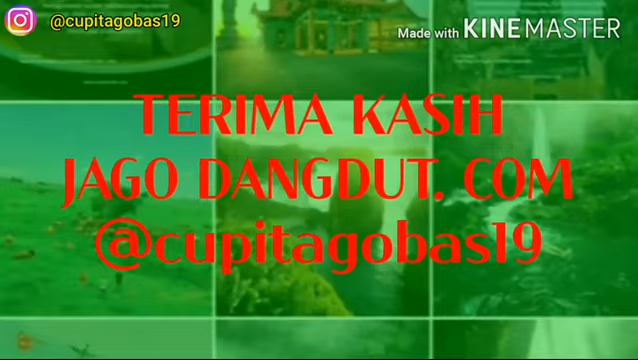 @cupitagobas19
Made with KINEMASTER
TERIMA KASIH
JAGO DANGDUT. COM
@cupitagobas19